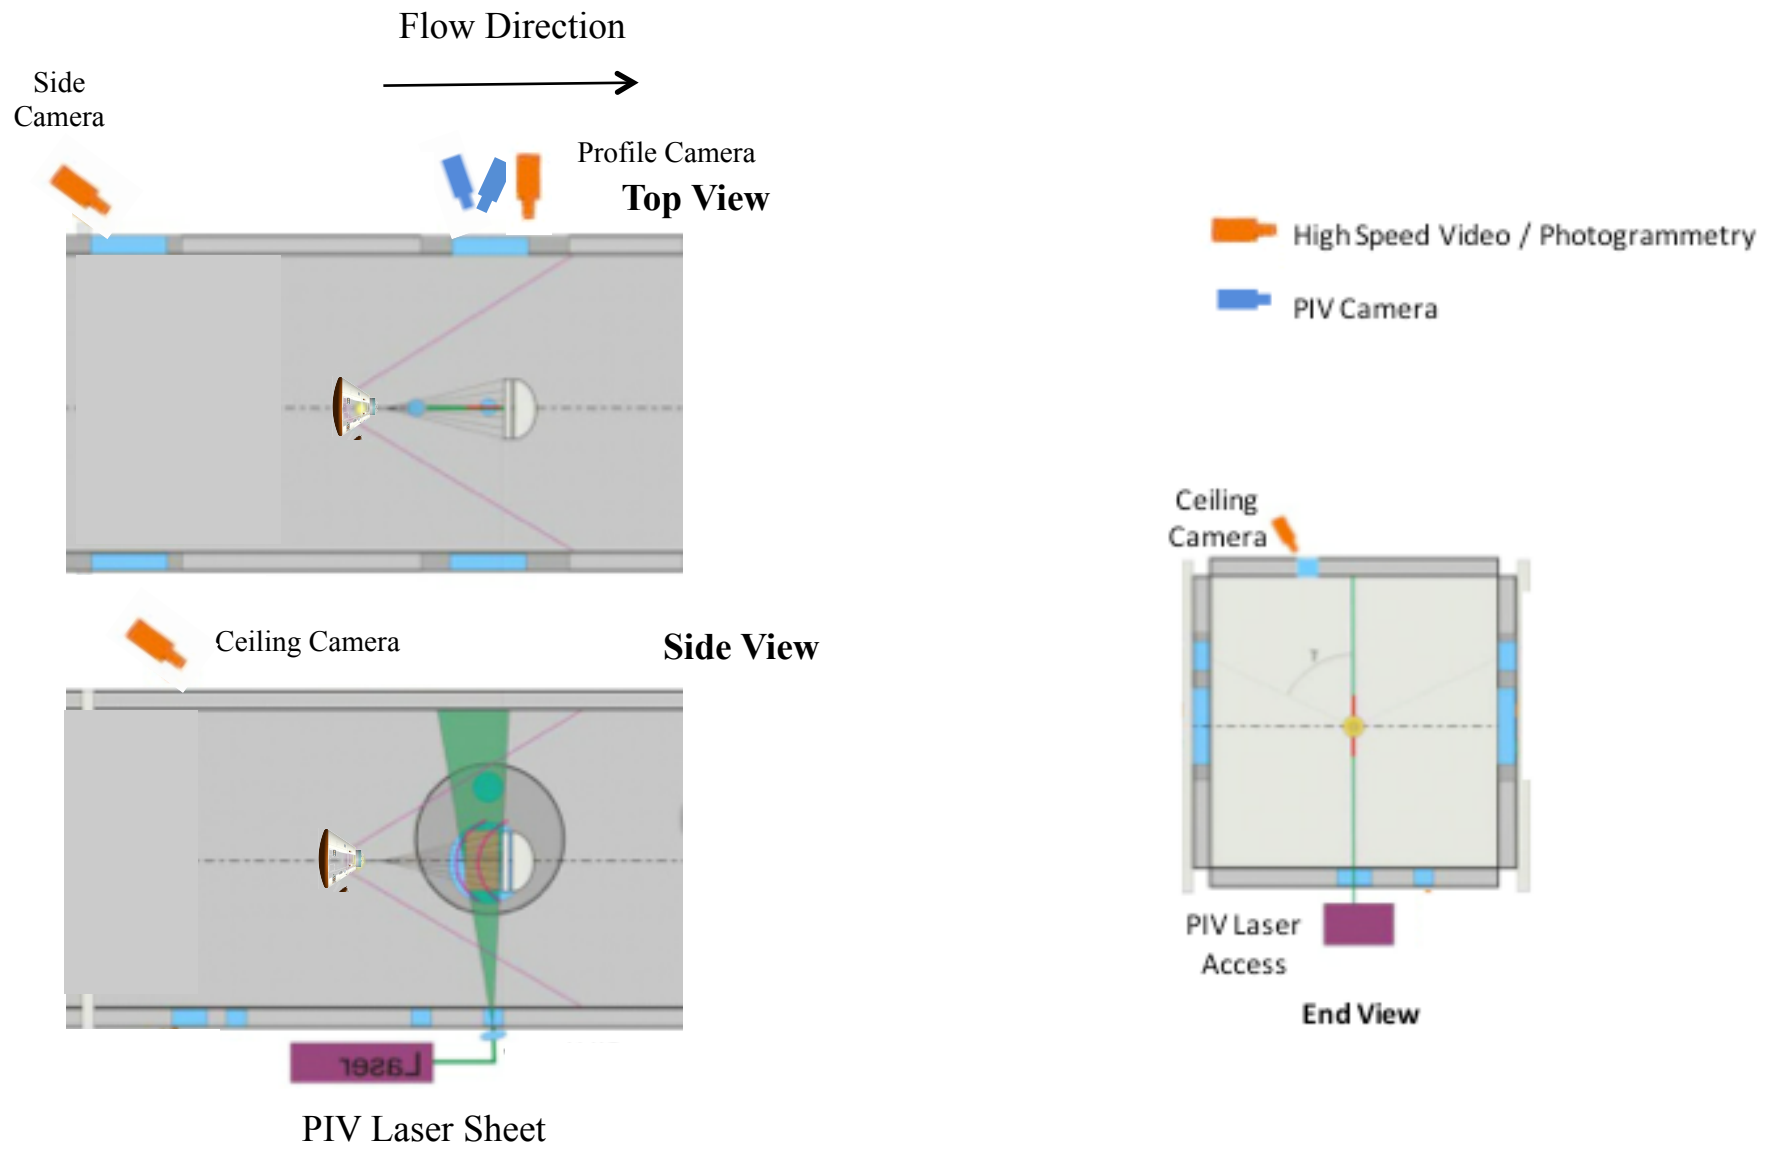 Flow Direction
Side
Camera
Profile Camera
Top View
High Speed Video / Photogrammetry
PIV Camera
Ceiling
Camera
Ceiling Camera
Side View
T
PIV Laser
Access
End View
Laser
PIV Laser Sheet